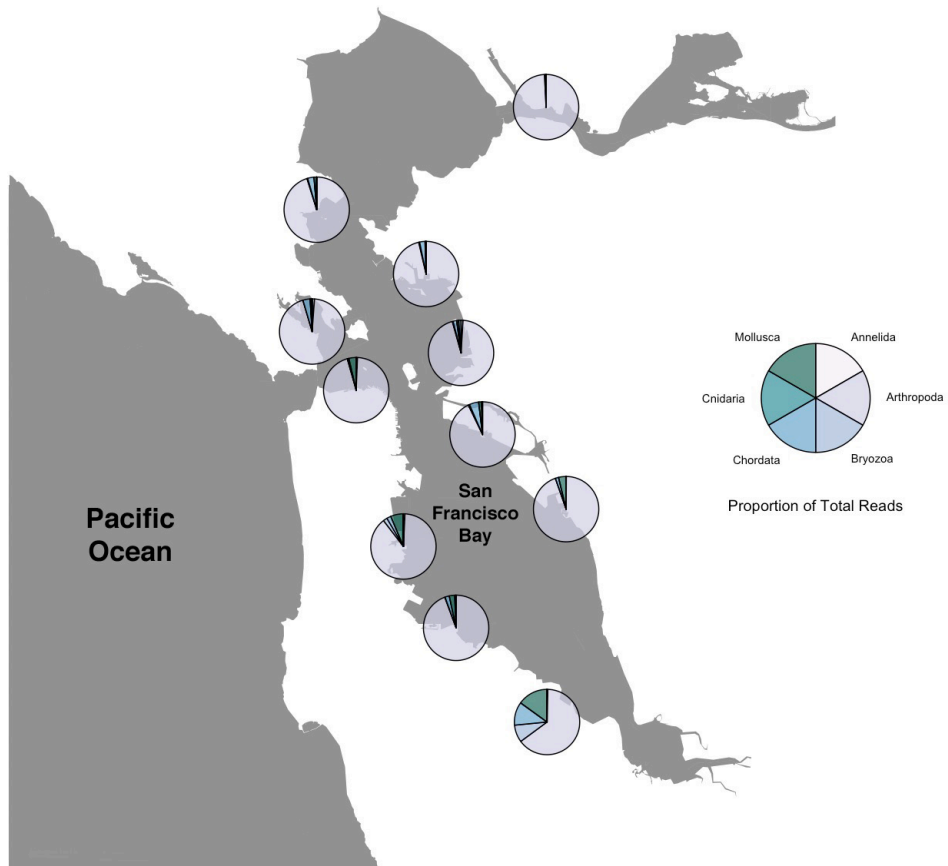 Mollusca
Annelida
Cnidaria
Arthropoda
Chordata
Bryozoa
Proportion of Total Reads
San
Francisco
Bay
Pacific
Ocean